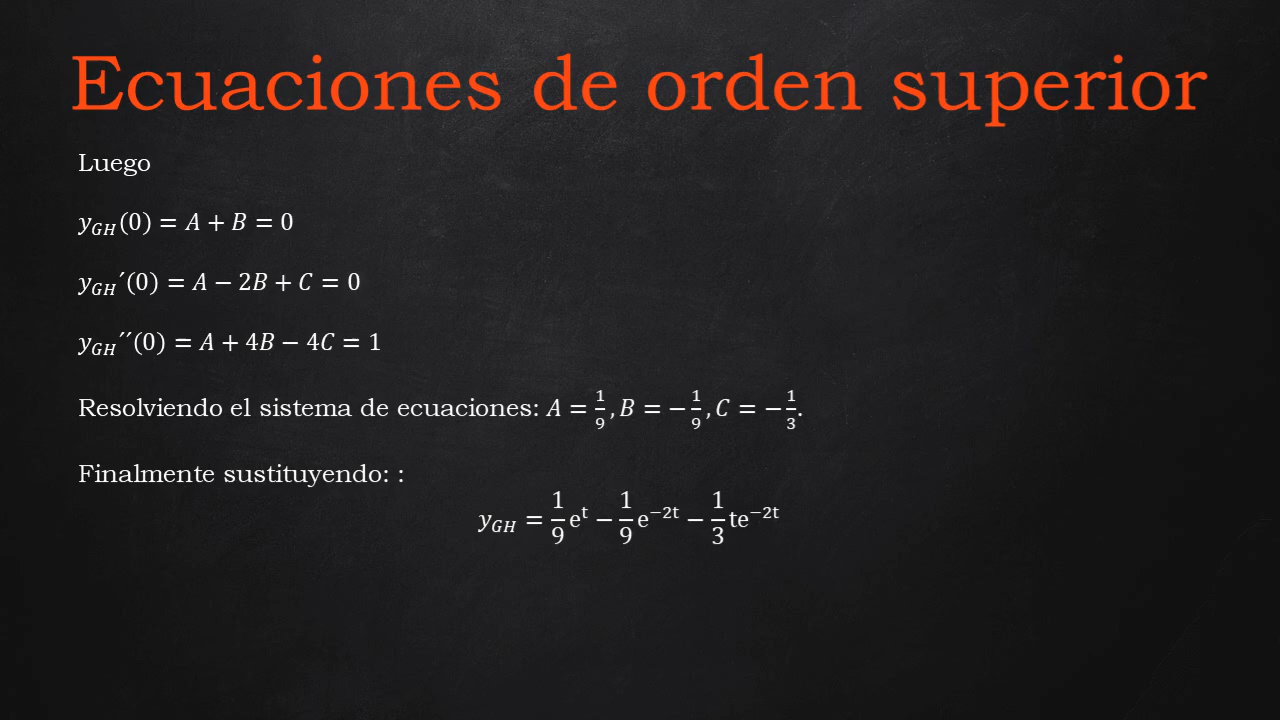 Ecuaciones de orden superior
Luego
y_GH(0) = A + B = 0
y_GH´(0) = A − 2B + C = 0
y_GH´´(0) = A + 4B − 4C = 1
Resolviendo el sistema de ecuaciones: A = 1/9, B = −1/9, C = −1/3.
Finalmente sustituyendo: :
y_GH = 1/9 e^t − 1/9 e^−2t − 1/3 te^−2t